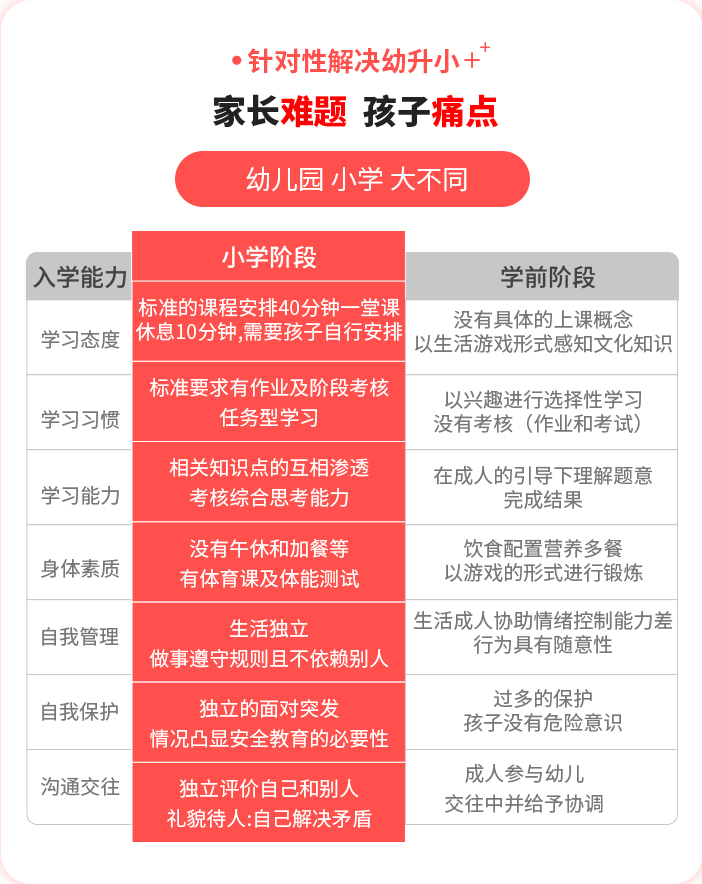 •针对性解决幼升小++
家长难题 孩子痛点
幼儿园 小学 大不同
入学能力
小学阶段
学前阶段
学习态度
标准的课程安排40分钟一堂课
休息10分钟,需要孩子自行安排
没有具体的上课概念
以生活游戏形式感知文化知识
学习习惯
标准要求有作业及阶段考核
任务型学习
以兴趣进行选择性学习
没有考核（作业和考试）
学习能力
相关知识点的互相渗透
考核综合思考能力
在成人的引导下理解题意
完成结果
身体素质
没有午休和加餐等
有体育课及体能测试
饮食配置营养多餐
以游戏的形式进行锻炼
自我管理
生活独立
做事遵守规则且不依赖别人
生活成人协助情绪控制能力差
行为具有随意性
自我保护
独立的面对突发
情况凸显安全教育的必要性
过多的保护
孩子没有危险意识
沟通交往
独立评价自己和别人
礼貌待人:自己解决矛盾
成人参与幼儿
交往中并给予协调